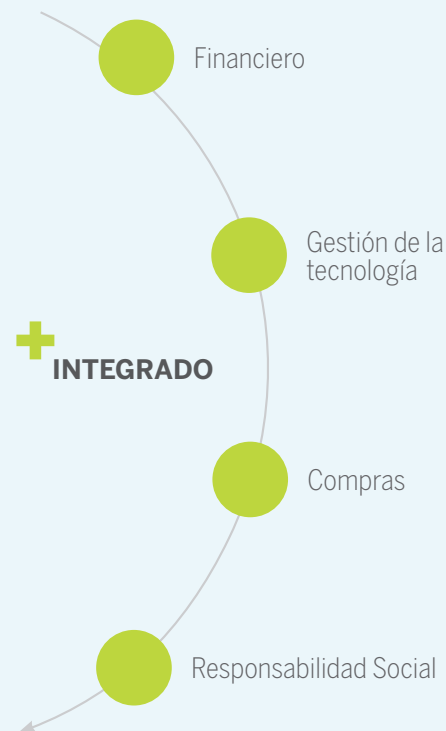 Financiero
Gestión de la
tecnología
INTEGRADO
Compras
Responsabilidad Social